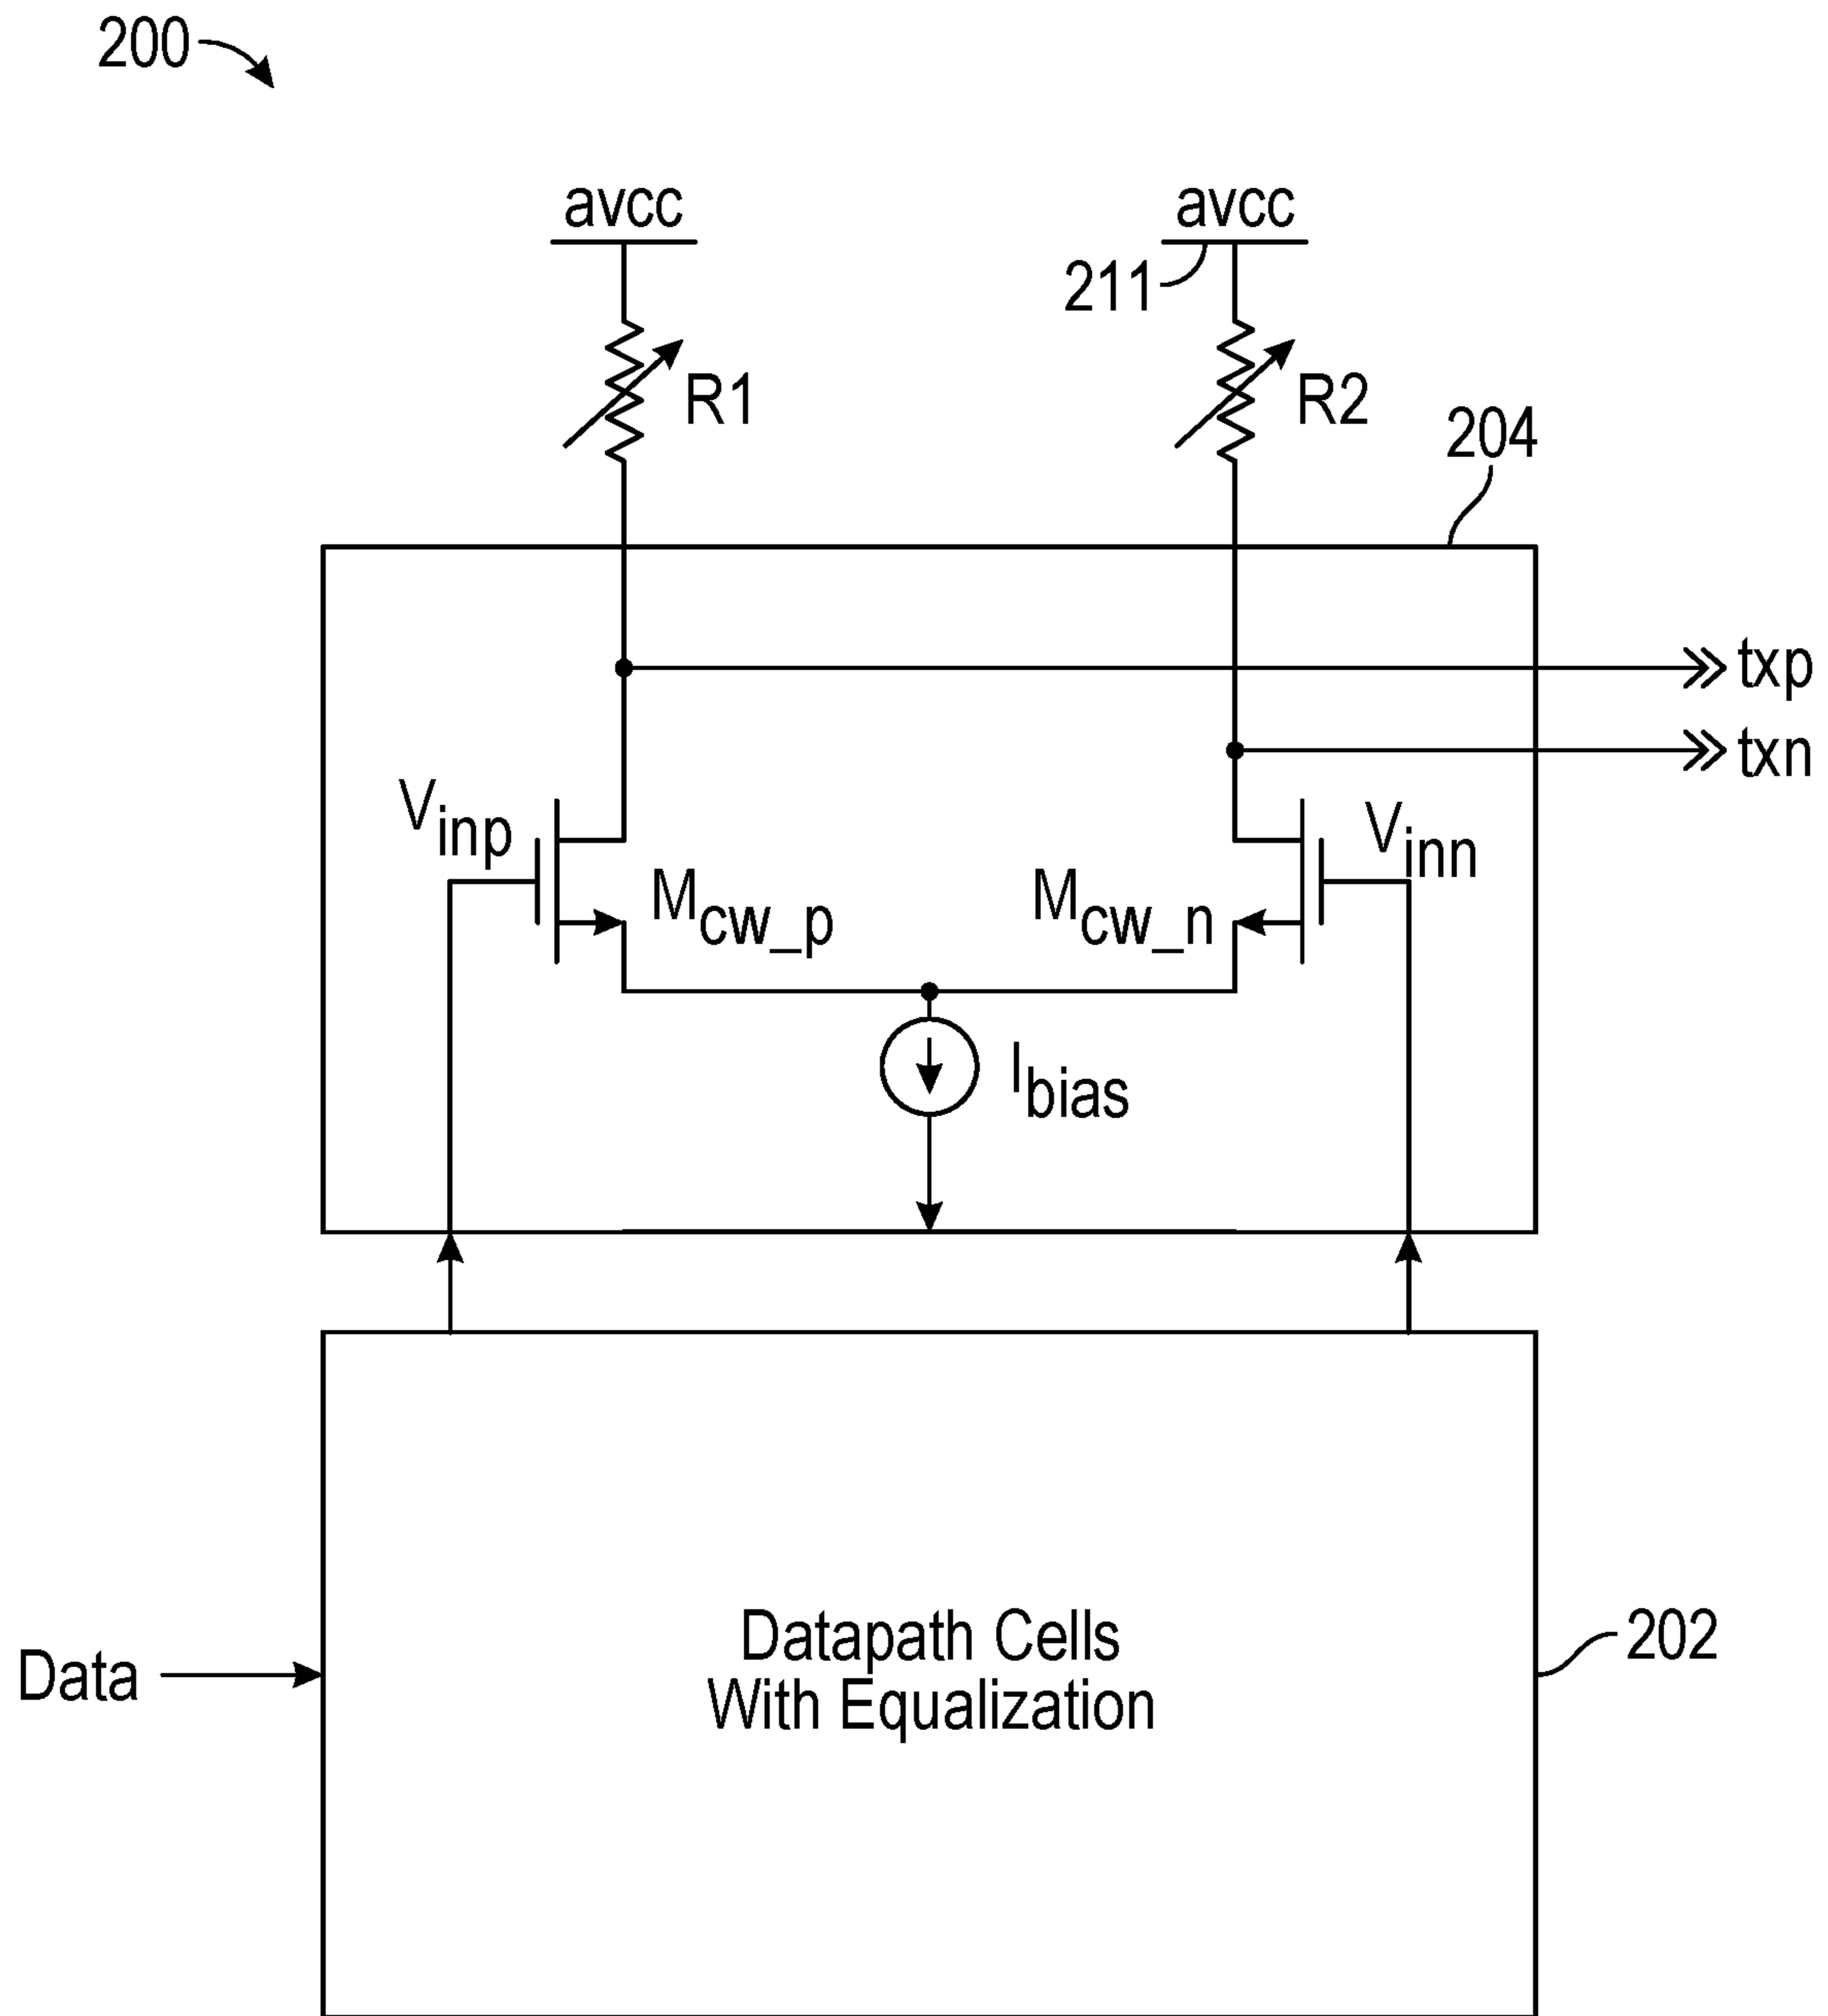 200
avcc
avcc
211
R1
R2
204
txp
txn
Vinp
Vinn
Mcw_p
Mcw_n
Ibias
Datapath Cells
With Equalization
202
Data